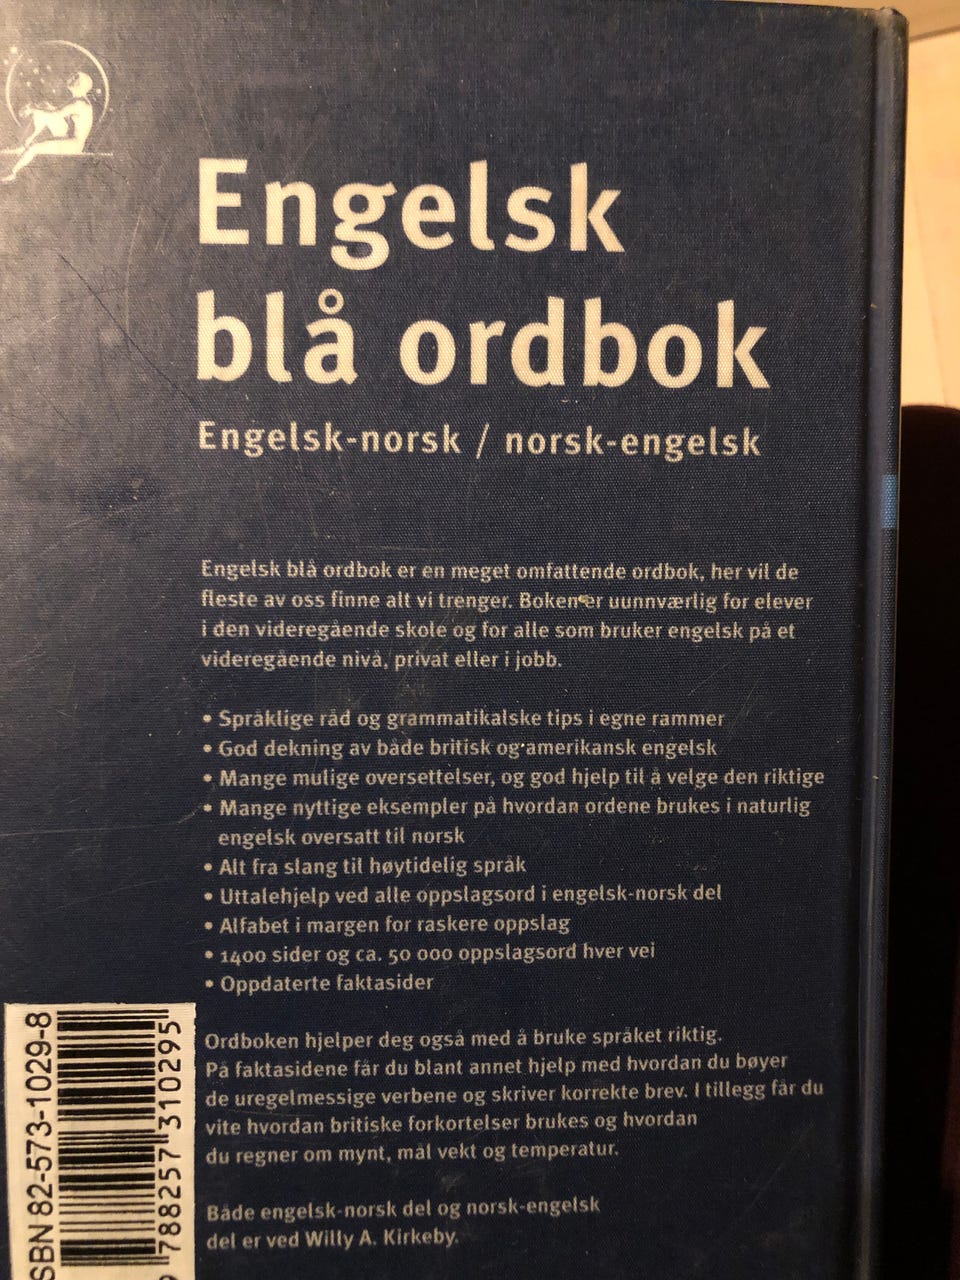 Engelsk
blå ordbok
Engelsk-norsk / norsk-engelsk
Engelsk blå ordbok er en meget omfattende ordbok, her vil de
fleste av oss finne alt vi trenger. Boken er uunnværlig for elever
i den videregående skole og for alle som bruker engelsk på et
videregående nivå, privat eller i jobb.
• Språklige råd og grammatikalske tips i egne rammer
• God dekning av både britisk og amerikansk engelsk
• Mange mulige oversettelser, og god hjelp til å velge den riktige
• Mange nyttige eksempler på hvordan ordene brukes i naturlig
engelsk oversatt til norsk
• Alt fra slang til høytidelig språk
• Uttalehjelp ved alle oppslagsord i engelsk-norsk del
• Alfabet i margen for raskere oppslag
• 1400 sider og ca. 50 000 oppslagsord hver vei
• Oppdaterte faktasider
Ordboken hjelper deg også med å bruke språket riktig.
På faktasidene får du blant annet hjelp med hvordan du bøyer
de uregelmessige verbene og skriver korrekte brev. I tillegg får du
vite hvordan britiske forkortelser brukes og hvordan
du regner om mynt, mål vekt og temperatur.
Både engelsk-norsk del og norsk-engelsk
del er ved Willy A. Kirkeby.
SBN 82-573-1029-8
9 788257 310295